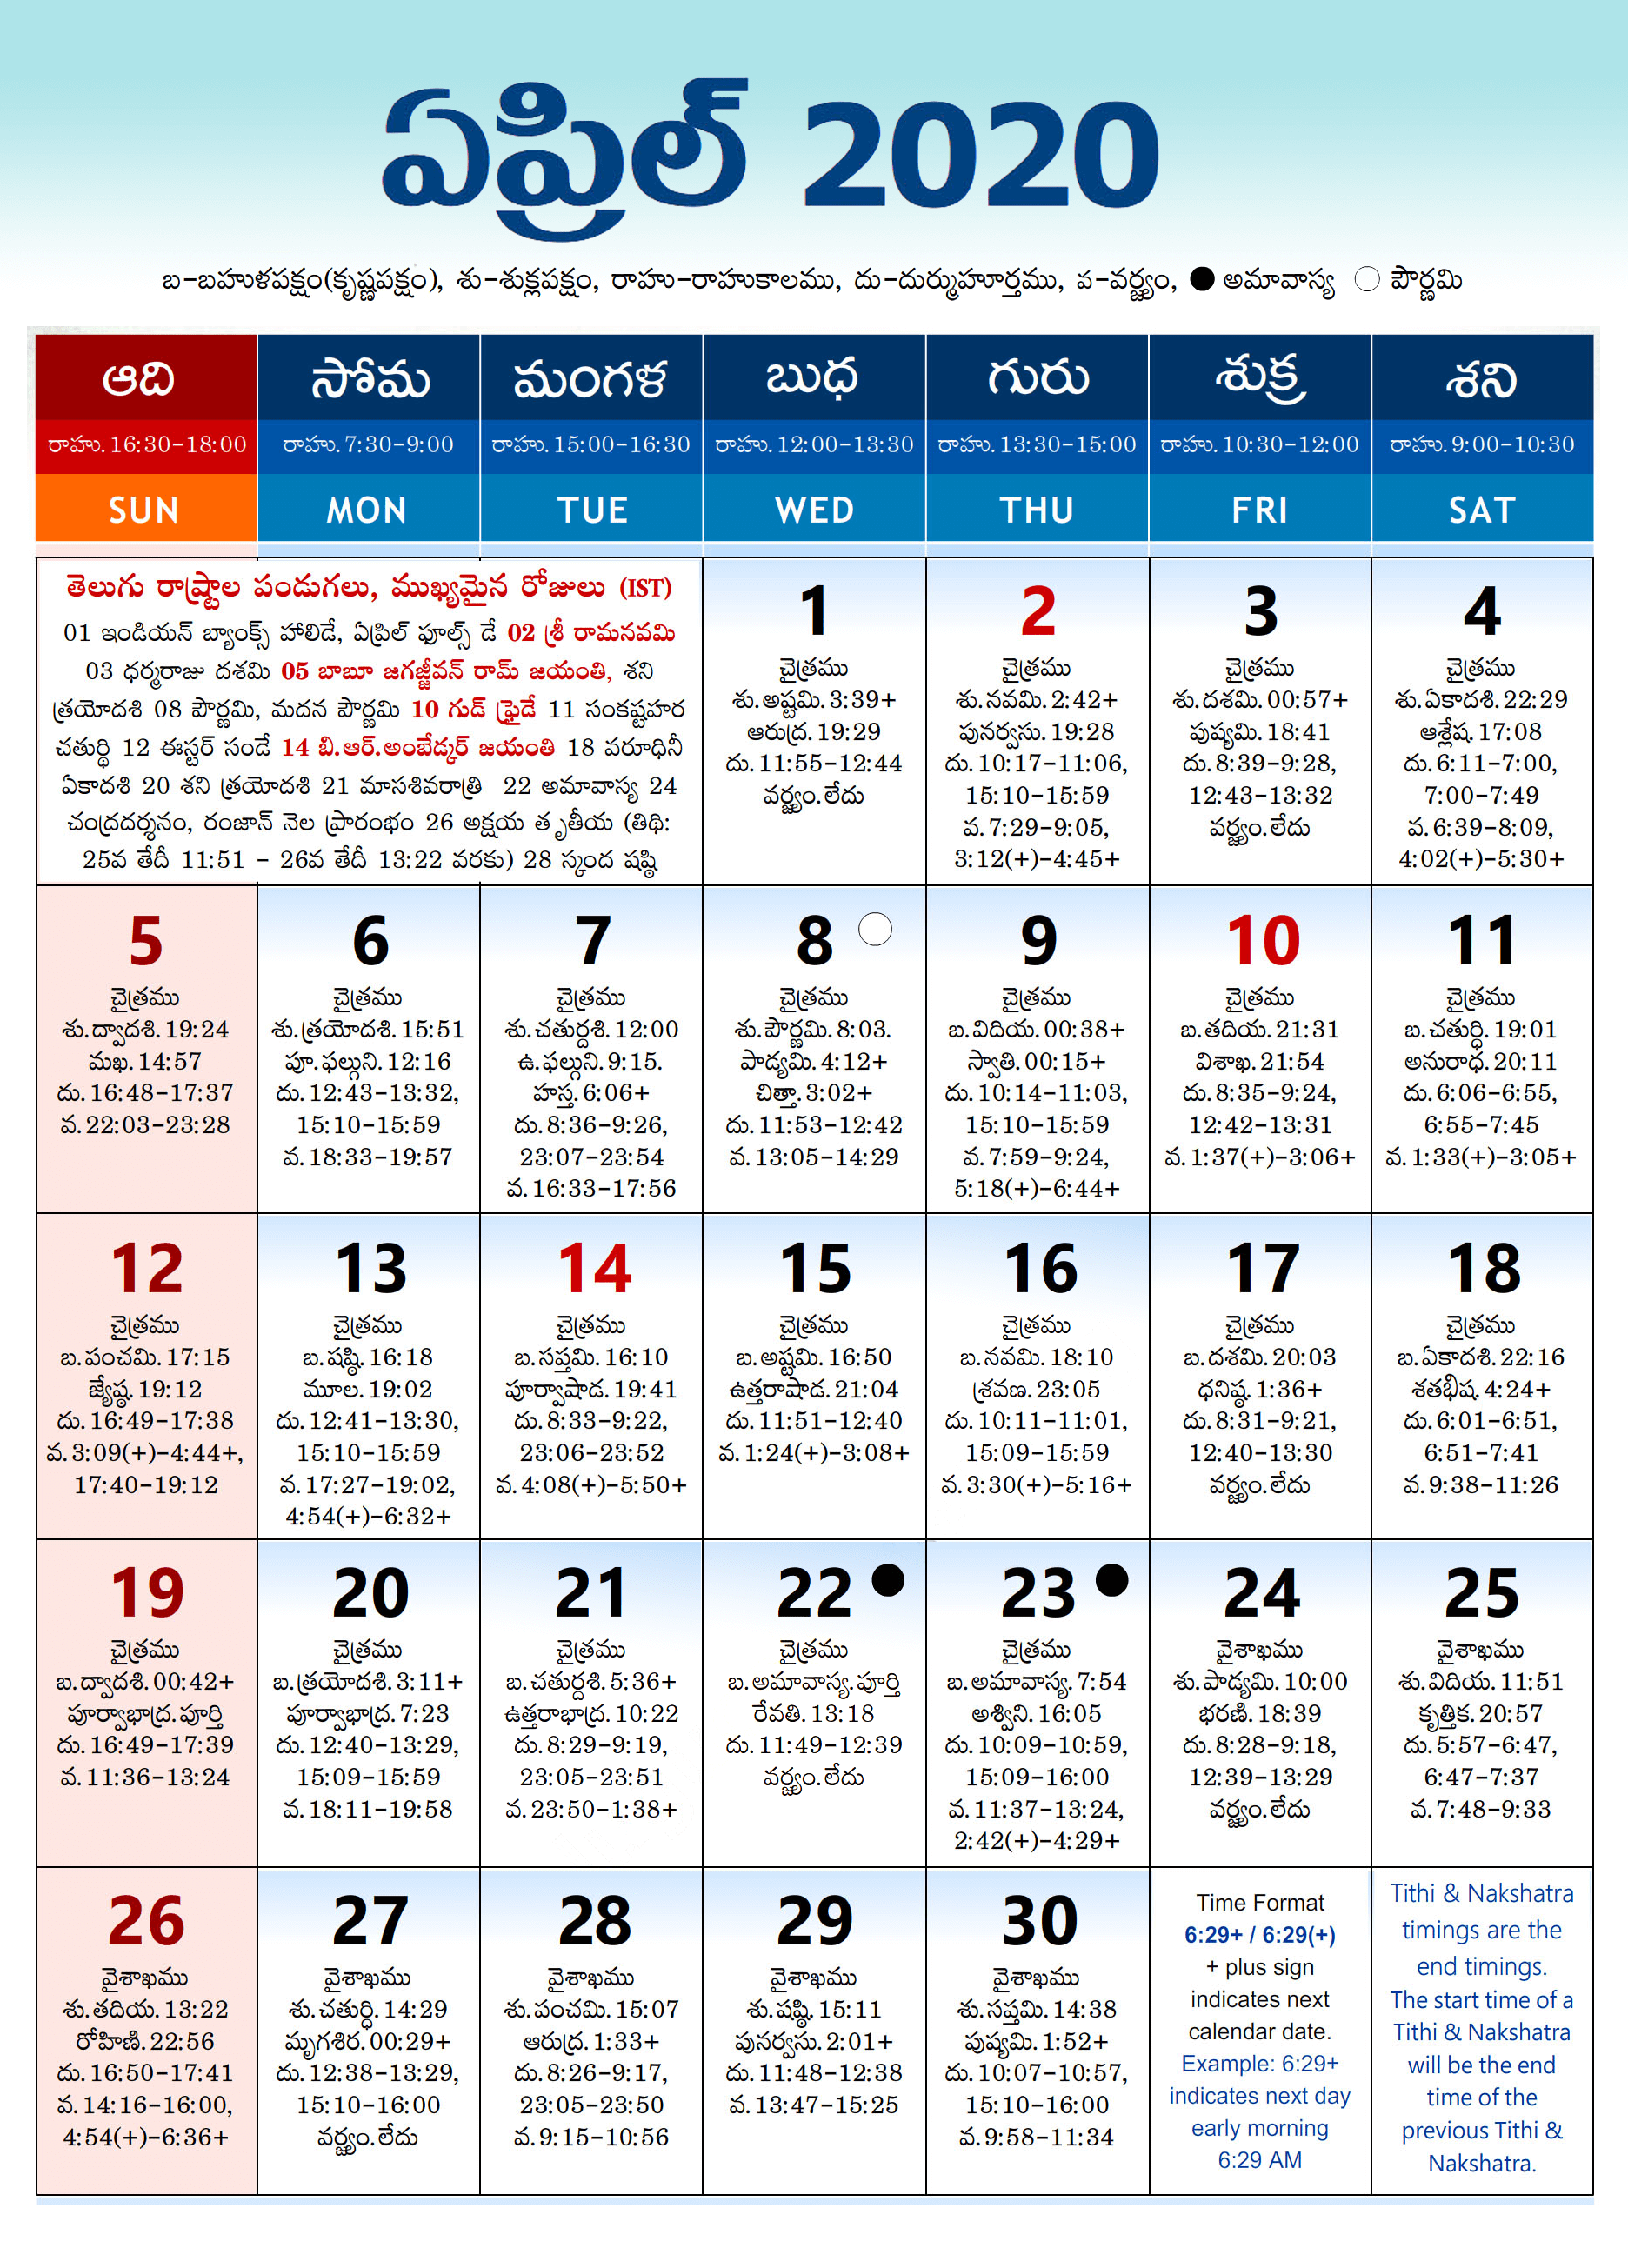 ఏప్రిల్ 2020
బ-బహుళపక్షం(కృష్ణపక్షం), శు-శుక్లపక్షం, రాహు-రాహుకాలము, దు-దుర్ముహూర్తము, వ-వర్జ్యం, అమావాస్య పౌర్ణమి
ఆది సోమ మంగళ బుధ గురు శుక్ర శని
రాహు.16:30-18:00 రాహు.7:30-9:00 రాహు.15:00-16:30 రాహు.12:00-13:30 రాహు.13:30-15:00 రాహు.10:30-12:00 రాహు.9:00-10:30
SUN MON TUE WED THU FRI SAT
తెలుగు రాష్ట్రాల పండుగలు, ముఖ్యమైన రోజులు (IST)
01 ఇండియన్ బ్యాంక్స్ హాలిడే, ఏప్రిల్ ఫూల్స్ డే 02 శ్రీ రామనవమి
03 ధర్మరాజు దశమి 05 బాబూ జగజ్జీవన్ రామ్ జయంతి, శని
త్రయోదశి 08 పౌర్ణమి, మదన పౌర్ణమి 10 గుడ్ ఫ్రైడే 11 సంకష్టహర
చతుర్థి 12 ఈస్టర్ సండే 14 బి.ఆర్.అంబేడ్కర్ జయంతి 18 వరూధినీ
ఏకాదశి 20 శని త్రయోదశి 21 మాసశివరాత్రి 22 అమావాస్య 24
చంద్రదర్శనం, రంజాన్ నెల ప్రారంభం 26 అక్షయ తృతీయ (తిథి:
25వ తేదీ 11:51 - 26వ తేదీ 13:22 వరకు) 28 స్కంద షష్ఠి
1
చైత్రము
శు.అష్టమి.3:39+
ఆరుద్ర.19:29
దు.11:55-12:44
వర్జ్యం.లేదు
2
చైత్రము
శు.నవమి.2:42+
పునర్వసు.19:28
దు.10:17-11:06,
15:10-15:59
వ.7:29-9:05,
3:12(+)-4:45+
3
చైత్రము
శు.దశమి.00:57+
పుష్యమి.18:41
దు.8:39-9:28,
12:43-13:32
వర్జ్యం.లేదు
4
చైత్రము
శు.ఏకాదశి.22:29
ఆశ్లేష.17:08
దు.6:11-7:00,
7:00-7:49
వ.6:39-8:09,
4:02(+)-5:30+
5
చైత్రము
శు.ద్వాదశి.19:24
మఖ.14:57
దు.16:48-17:37
వ.22:03-23:28
6
చైత్రము
శు.త్రయోదశి.15:51
పూ.ఫల్గుని.12:16
దు.12:43-13:32,
15:10-15:59
వ.18:33-19:57
7
చైత్రము
శు.చతుర్దశి.12:00
ఉ.ఫల్గుని.9:15.
హస్త.6:06+
దు.8:36-9:26,
23:07-23:54
వ.16:33-17:56
8
చైత్రము
శు.పౌర్ణమి.8:03.
పాడ్యమి.4:12+
చిత్తా.3:02+
దు.11:53-12:42
వ.13:05-14:29
9
చైత్రము
బ.విదియ.00:38+
స్వాతి.00:15+
దు.10:14-11:03,
15:10-15:59
వ.7:59-9:24,
5:18(+)-6:44+
10
చైత్రము
బ.తదియ.21:31
విశాఖ.21:54
దు.8:35-9:24,
12:42-13:31
వ.1:37(+)-3:06+
11
చైత్రము
బ.చతుర్ధి.19:01
అనురాధ.20:11
దు.6:06-6:55,
6:55-7:45
వ.1:33(+)-3:05+
12
చైత్రము
బ.పంచమి.17:15
జ్యేష్ఠ.19:12
దు.16:49-17:38
వ.3:09(+)-4:44+,
17:40-19:12
13
చైత్రము
బ.షష్ఠి.16:18
మూల.19:02
దు.12:41-13:30,
15:10-15:59
వ.17:27-19:02,
4:54(+)-6:32+
14
చైత్రము
బ.సప్తమి.16:10
పూర్వాషాడ.19:41
దు.8:33-9:22,
23:06-23:52
వ.4:08(+)-5:50+
15
చైత్రము
బ.అష్టమి.16:50
ఉత్తరాషాడ.21:04
దు.11:51-12:40
వ.1:24(+)-3:08+
16
చైత్రము
బ.నవమి.18:10
శ్రవణ.23:05
దు.10:11-11:01,
15:09-15:59
వ.3:30(+)-5:16+
17
చైత్రము
బ.దశమి.20:03
ధనిష్ఠ.1:36+
దు.8:31-9:21,
12:40-13:30
వర్జ్యం.లేదు
18
చైత్రము
బ.ఏకాదశి.22:16
శతభిష.4:24+
దు.6:01-6:51,
6:51-7:41
వ.9:38-11:26
19
చైత్రము
బ.ద్వాదశి.00:42+
పూర్వాభాద్ర.పూర్తి
దు.16:49-17:39
వ.11:36-13:24
20
చైత్రము
బ.త్రయోదశి.3:11+
పూర్వాభాద్ర.7:23
దు.12:40-13:29,
15:09-15:59
వ.18:11-19:58
21
చైత్రము
బ.చతుర్దశి.5:36+
ఉత్తరాభాద్ర.10:22
దు.8:29-9:19,
23:05-23:51
వ.23:50-1:38+
22
చైత్రము
బ.అమావాస్య.పూర్తి
రేవతి.13:18
దు.11:49-12:39
వర్జ్యం.లేదు
23
చైత్రము
బ.అమావాస్య.7:54
అశ్విని.16:05
దు.10:09-10:59,
15:09-16:00
వ.11:37-13:24,
2:42(+)-4:29+
24
వైశాఖము
శు.పాడ్యమి.10:00
భరణి.18:39
దు.8:28-9:18,
12:39-13:29
వర్జ్యం.లేదు
25
వైశాఖము
శు.విదియ.11:51
కృత్తిక.20:57
దు.5:57-6:47,
6:47-7:37
వ.7:48-9:33
26
వైశాఖము
శు.తదియ.13:22
రోహిణి.22:56
దు.16:50-17:41
వ.14:16-16:00,
4:54(+)-6:36+
27
వైశాఖము
శు.చతుర్ధి.14:29
మృగశిర.00:29+
దు.12:38-13:29,
15:10-16:00
వర్జ్యం.లేదు
28
వైశాఖము
శు.పంచమి.15:07
ఆరుద్ర.1:33+
దు.8:26-9:17,
23:05-23:50
వ.9:15-10:56
29
వైశాఖము
శు.షష్ఠి.15:11
పునర్వసు.2:01+
దు.11:48-12:38
వ.13:47-15:25
30
వైశాఖము
శు.సప్తమి.14:38
పుష్యమి.1:52+
దు.10:07-10:57,
15:10-16:00
వ.9:58-11:34
Time Format
6:29+ / 6:29(+)
+ plus sign
indicates next
calendar date.
Example: 6:29+
indicates next day
early morning
6:29 AM
Tithi & Nakshatra
timings are the
end timings.
The start time of a
Tithi & Nakshatra
will be the end
time of the
previous Tithi &
Nakshatra.